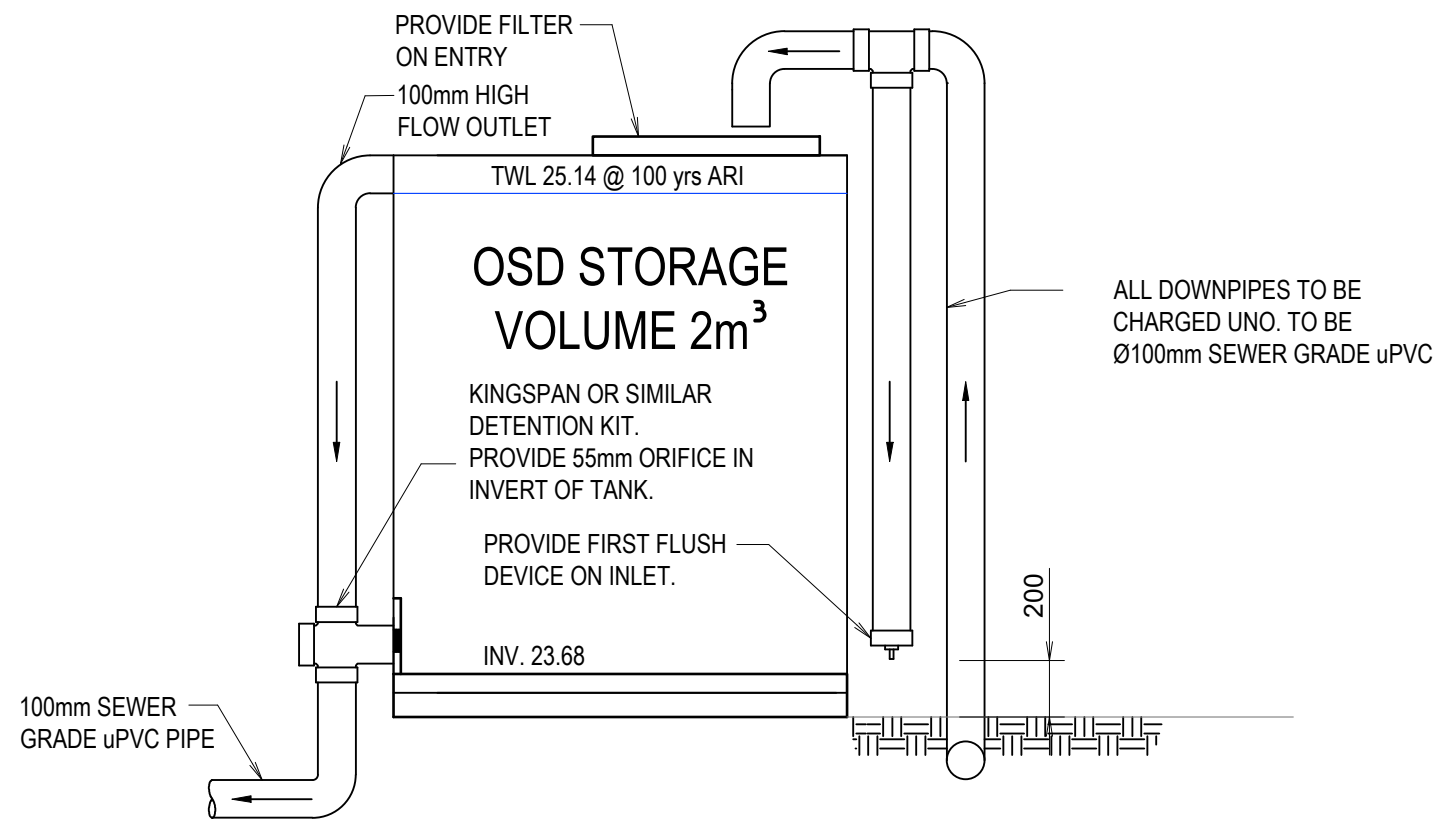 PROVIDE FILTER
ON ENTRY
100mm HIGH
FLOW OUTLET
TWL 25.14 @ 100 yrs ARI
OSD STORAGE
VOLUME 2m³
KINGSPAN OR SIMILAR
DETENTION KIT.
PROVIDE 55mm ORIFICE IN
INVERT OF TANK.
PROVIDE FIRST FLUSH
DEVICE ON INLET.
INV. 23.68
100mm SEWER
GRADE uPVC PIPE
ALL DOWNPIPES TO BE
CHARGED UNO. TO BE
Ø100mm SEWER GRADE uPVC
200